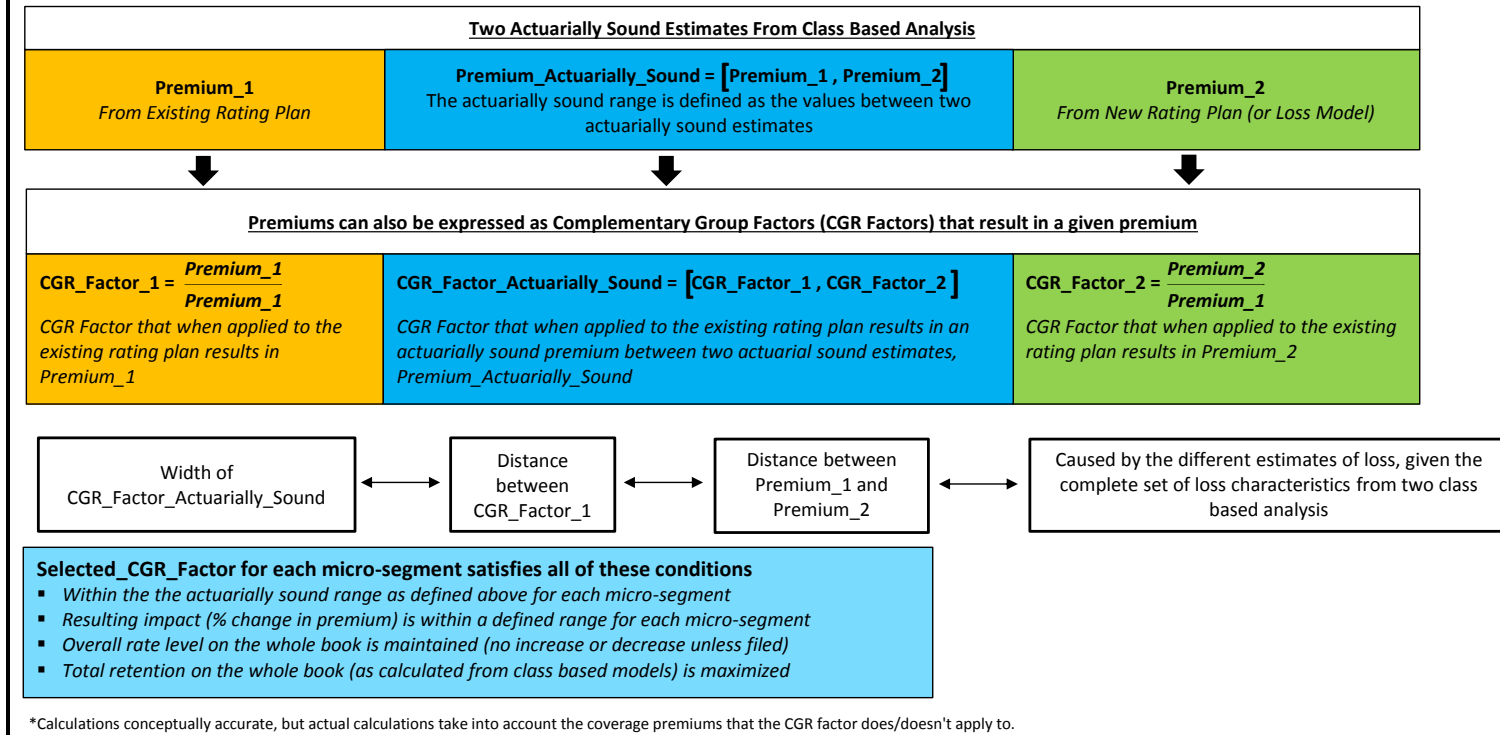 Two Actuarially Sound Estimates From Class Based Analysis
Premium_1
From Existing Rating Plan
Premium_Actuarially_Sound = [Premium_1 , Premium_2]
The actuarially sound range is defined as the values between two
actuarially sound estimates
Premium_2
From New Rating Plan (or Loss Model)
Premiums can also be expressed as Complementary Group Factors (CGR Factors) that result in a given premium
CGR_Factor_1 = Premium_1
Premium_1
CGR Factor that when applied to the
existing rating plan results in
Premium_1
CGR_Factor_Actuarially_Sound = [CGR_Factor_1 , CGR_Factor_2 ]
CGR Factor that when applied to the existing rating plan results in an
actuarially sound premium between two actuarial sound estimates,
Premium_Actuarially_Sound
CGR_Factor_2 = Premium_2
Premium_1
CGR Factor that when applied to the existing
rating plan results in Premium_2
Width of
CGR_Factor_Actuarially_Sound
Distance
between
CGR_Factor_1
Distance between
Premium_1 and
Premium_2
Caused by the different estimates of loss, given the
complete set of loss characteristics from two class
based analysis
Selected_CGR_Factor for each micro-segment satisfies all of these conditions
▪ Within the the actuarially sound range as defined above for each micro-segment
▪ Resulting impact (% change in premium) is within a defined range for each micro-segment
▪ Overall rate level on the whole book is maintained (no increase or decrease unless filed)
▪ Total retention on the whole book (as calculated from class based models) is maximized
*Calculations conceptually accurate, but actual calculations take into account the coverage premiums that the CGR factor does/doesn't apply to.